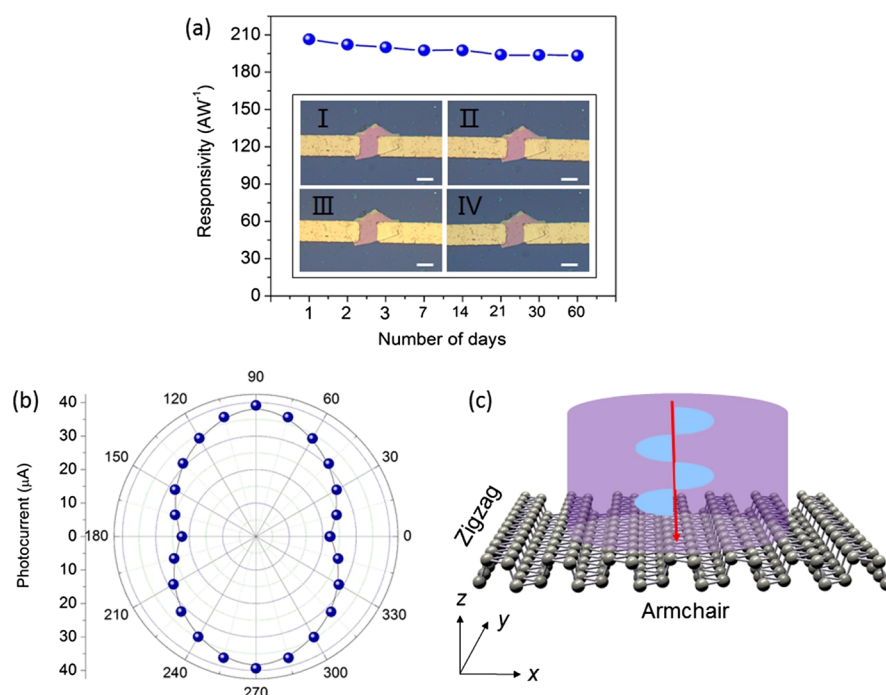 (a)
210
180
150
120
90
60
30
0
Responsivity (AW⁻¹)
I
II
III
IV
1 2 3 7 14 21 30 60
Number of days
(b)
40
30
20
10
0
10
20
30
40
Photocurrent (μA)
90
120 60
150 30
180 0
210 330
240 300
270
(c)
Zigzag
Armchair
z
y
x